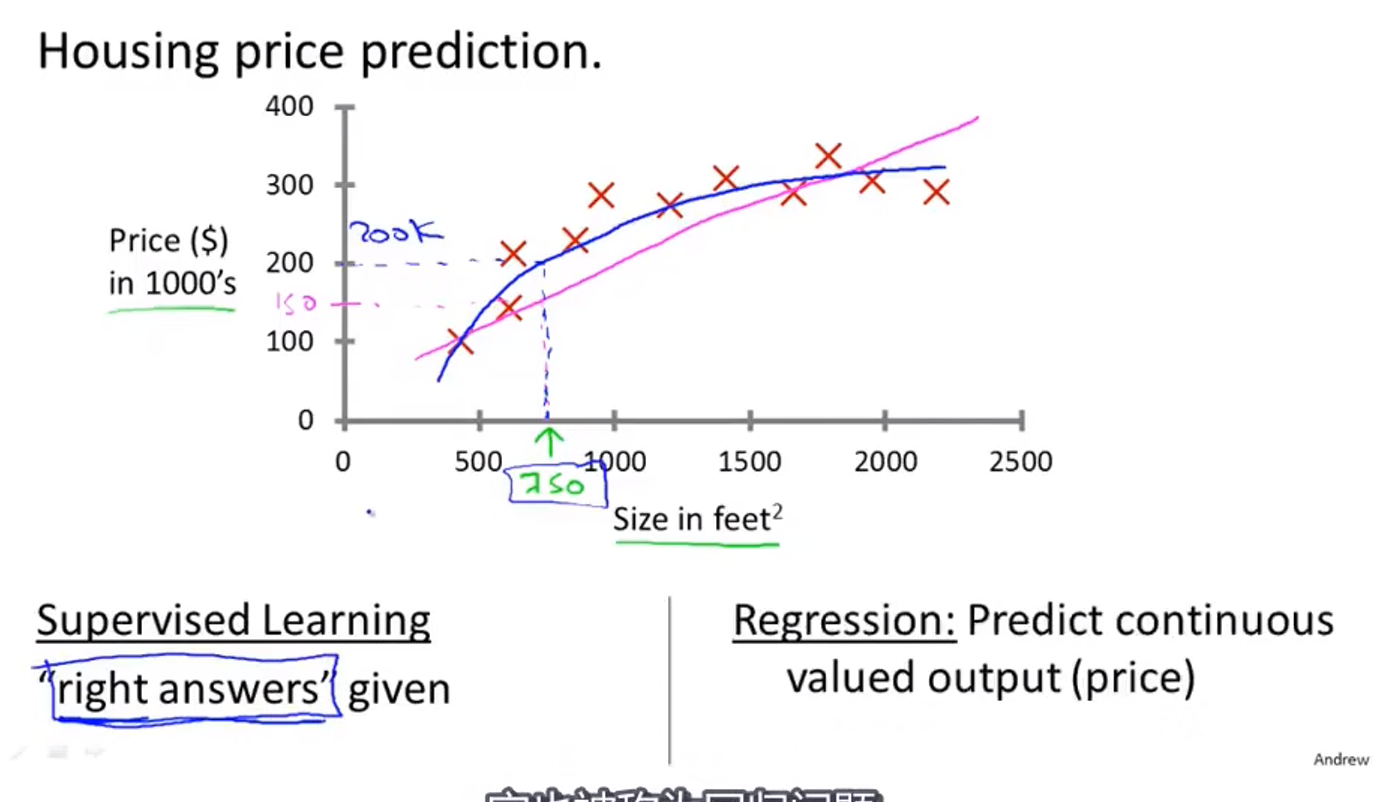 Housing price prediction.
400
300
200
100
0
Price ($)
in 1000's
200K
150
0
500
1000
1500
2000
2500
750
Size in feet²
Supervised Learning
"right answers" given
Regression: Predict continuous
valued output (price)
Andrew